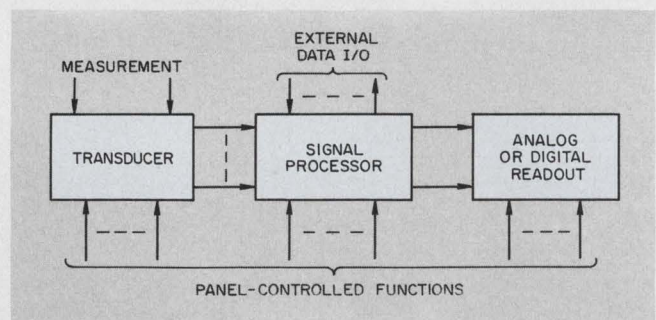 EXTERNAL
DATA I/O
MEASUREMENT
TRANSDUCER
SIGNAL
PROCESSOR
ANALOG
OR DIGITAL
READOUT
PANEL-CONTROLLED FUNCTIONS